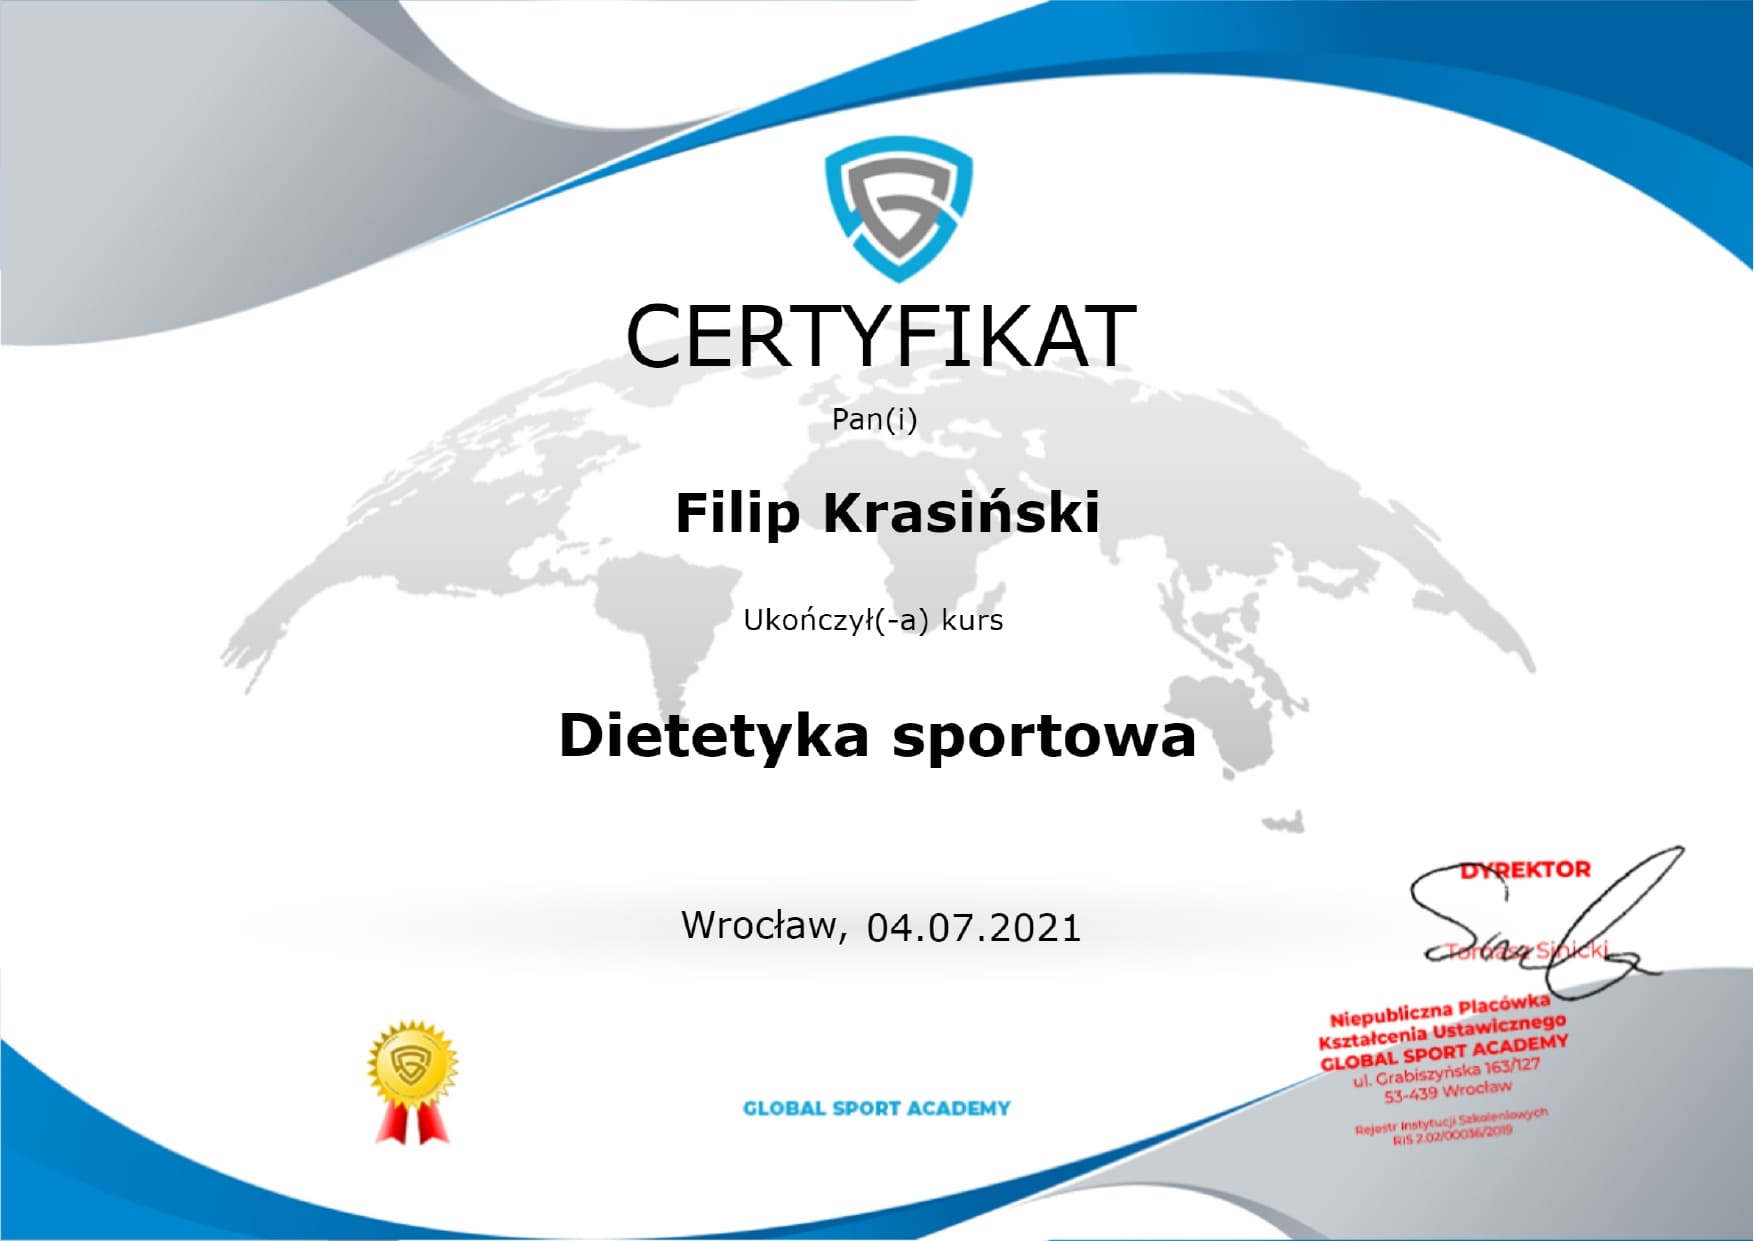 CERTYFIKAT
Pan(i)
Filip Krasiński
Ukończył(-a) kurs
Dietetyka sportowa
Wrocław, 04.07.2021
DYREKTOR
Tomasz Sinicki
Niepubliczna Placówka
Kształcenia Ustawicznego
GLOBAL SPORT ACADEMY
ul. Grabiszyńska 163/127
53-439 Wrocław
Rejestr Instytucji Szkoleniowych
RIS 2.02/00036/2019
GLOBAL SPORT ACADEMY